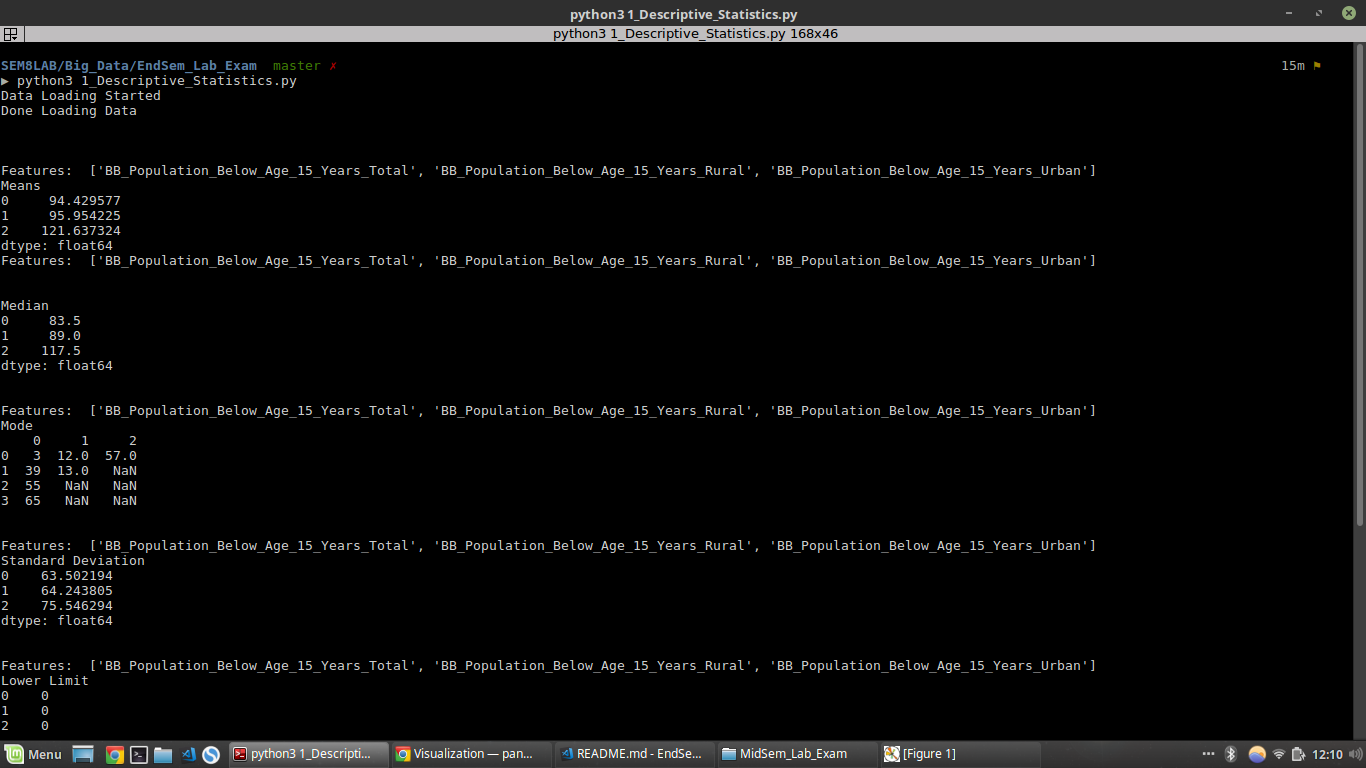 python3 1_Descriptive_Statistics.py
python3 1_Descriptive_Statistics.py 168x46
SEM8LAB/Big_Data/EndSem_Lab_Exam  master ✗ 15m ⚑
▶ python3 1_Descriptive_Statistics.py
Data Loading Started
Done Loading Data
Features:  ['BB_Population_Below_Age_15_Years_Total', 'BB_Population_Below_Age_15_Years_Rural', 'BB_Population_Below_Age_15_Years_Urban']
Means
0     94.429577
1     95.954225
2    121.637324
dtype: float64
Features:  ['BB_Population_Below_Age_15_Years_Total', 'BB_Population_Below_Age_15_Years_Rural', 'BB_Population_Below_Age_15_Years_Urban']
Median
0     83.5
1     89.0
2    117.5
dtype: float64
Features:  ['BB_Population_Below_Age_15_Years_Total', 'BB_Population_Below_Age_15_Years_Rural', 'BB_Population_Below_Age_15_Years_Urban']
Mode
    0     1     2
0   3  12.0  57.0
1  39  13.0   NaN
2  55   NaN   NaN
3  65   NaN   NaN
Features:  ['BB_Population_Below_Age_15_Years_Total', 'BB_Population_Below_Age_15_Years_Rural', 'BB_Population_Below_Age_15_Years_Urban']
Standard Deviation
0    63.502194
1    64.243805
2    75.546294
dtype: float64
Features:  ['BB_Population_Below_Age_15_Years_Total', 'BB_Population_Below_Age_15_Years_Rural', 'BB_Population_Below_Age_15_Years_Urban']
Lower Limit
0    0
1    0
2    0
Menu python3 1_Descripti... Visualization — pan... README.md - EndSe... MidSem_Lab_Exam [Figure 1] 12:10